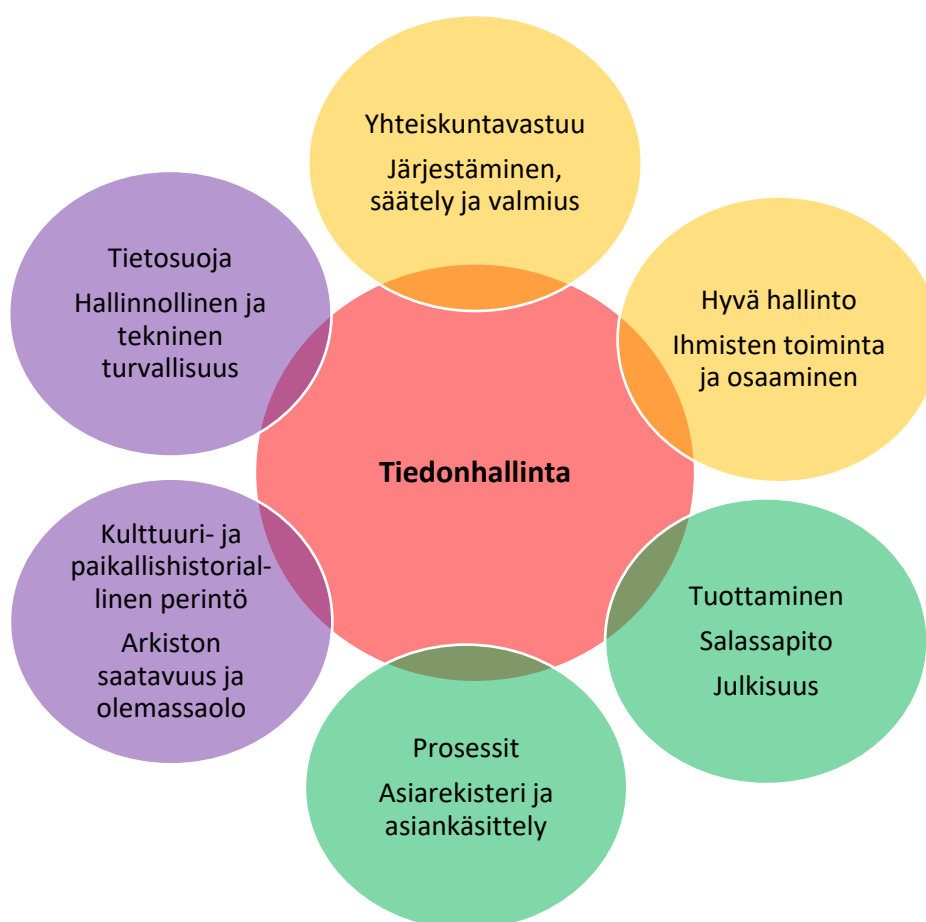 Yhteiskuntavastuu
Järjestäminen,
säätely ja valmius
Hyvä hallinto
Ihmisten toiminta
ja osaaminen
Tuottaminen
Salassapito
Julkisuus
Prosessit
Asiarekisteri ja
asiankäsittely
Kulttuuri- ja
paikallishistorial-
linen perintö
Arkiston
saatavuus ja
olemassaolo
Tietosuoja
Hallinnollinen ja
tekninen
turvallisuus
Tiedonhallinta